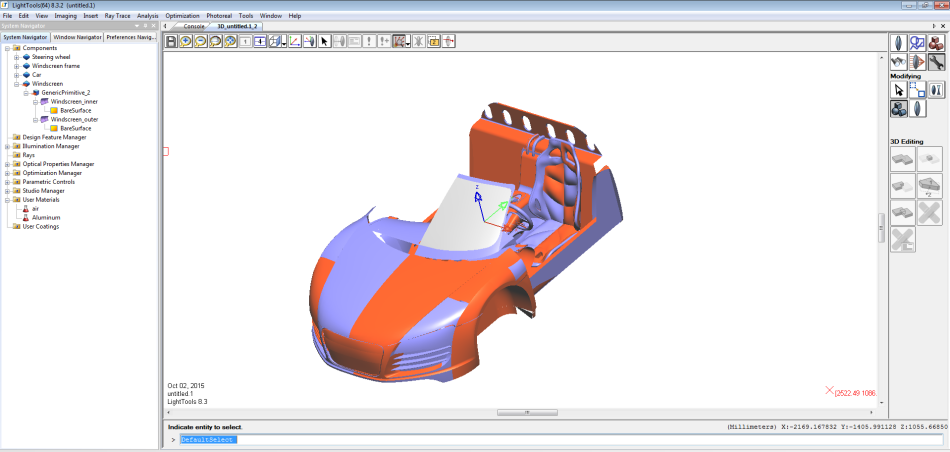 LightTools(64) 8.3.2 (untitled.1)
File Edit View Imaging Insert Ray Trace Analysis Optimization Photoreal Tools Window Help
System Navigator
Console 3D_untitled.1_2
System Navigator Window Navigator Preferences Navig...
Components
Steering wheel
Windscreen frame
Car
Windscreen
GenericPrimitive_2
Windscreen_inner
BareSurface
Windscreen_outer
BareSurface
Design Feature Manager
Illumination Manager
Rays
Optical Properties Manager
Optimization Manager
Parametric Controls
Studio Manager
User Materials
air
Aluminum
User Coatings
Z
Oct 02, 2015
untitled.1
LightTools 8.3
[2522.49 1086.
Modifying
3D Editing
Indicate entity to select.
(Millimeters) X:-2169.167832 Y:-1405.991128 Z:1055.66850
> DefaultSelect